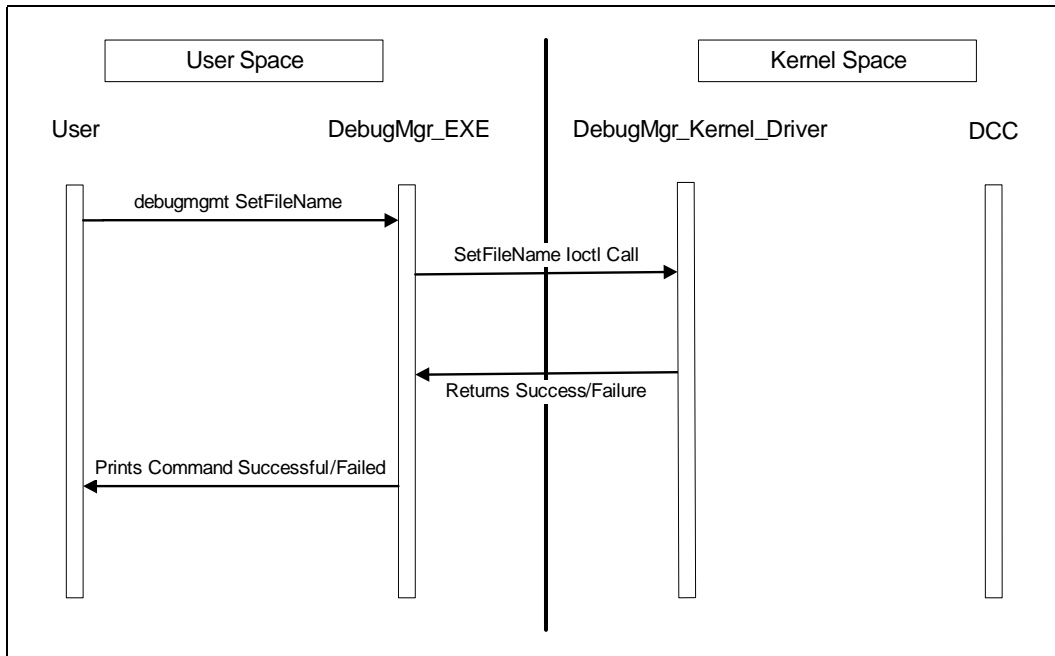 User Space
Kernel Space
User
DebugMgr_EXE
DebugMgr_Kernel_Driver
DCC
debugmgmt SetFileName
SetFileName Ioctl Call
Returns Success/Failure
Prints Command Successful/Failed